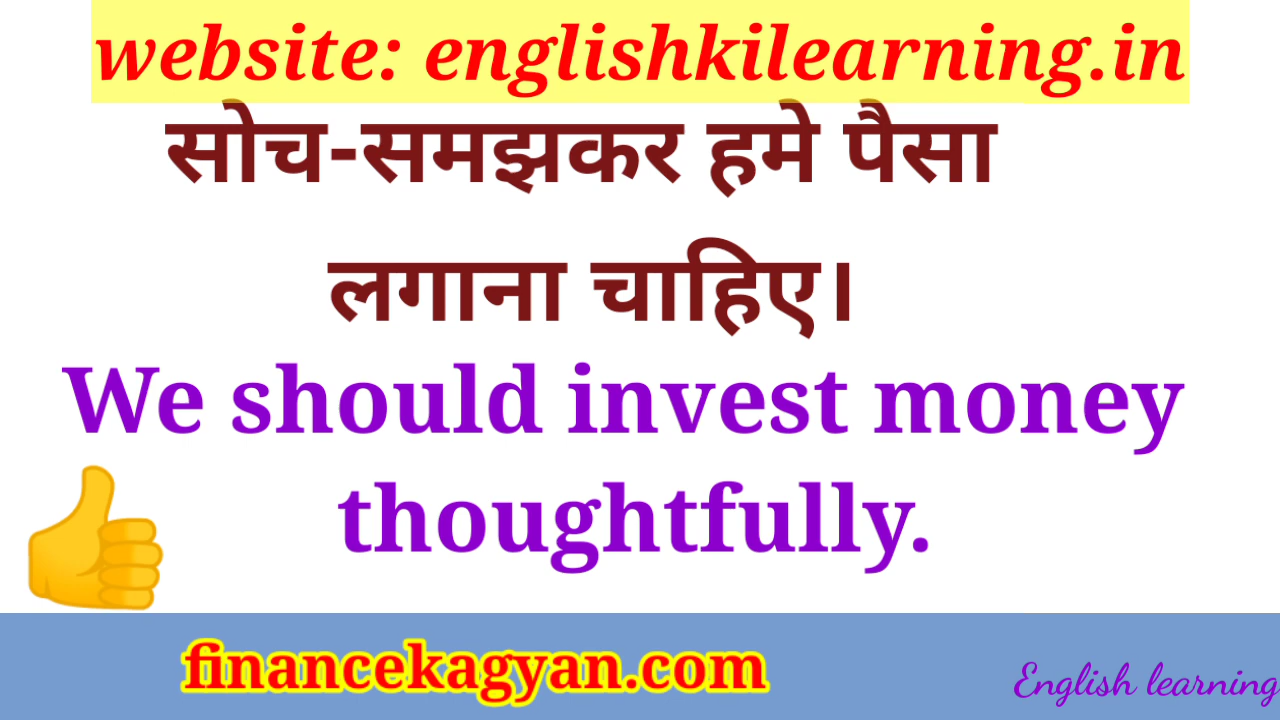 website: englishkilearning.in
सोच-समझकर हमे पैसा
लगाना चाहिए।
We should invest money
thoughtfully.
financekagyan.com
English learning